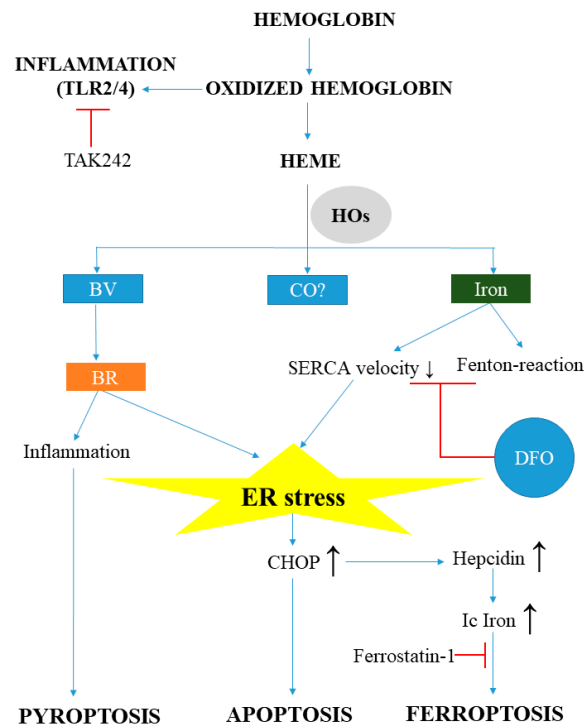 HEMOGLOBIN
INFLAMMATION
(TLR2/4)
OXIDIZED HEMOGLOBIN
TAK242
HEME
HOs
BV
CO?
Iron
SERCA velocity ↓
Fenton-reaction
BR
Inflammation
DFO
ER stress
CHOP ↑
Hepcidin ↑
Ic Iron ↑
Ferrostatin-1
PYROPTOSIS
APOPTOSIS
FERROPTOSIS